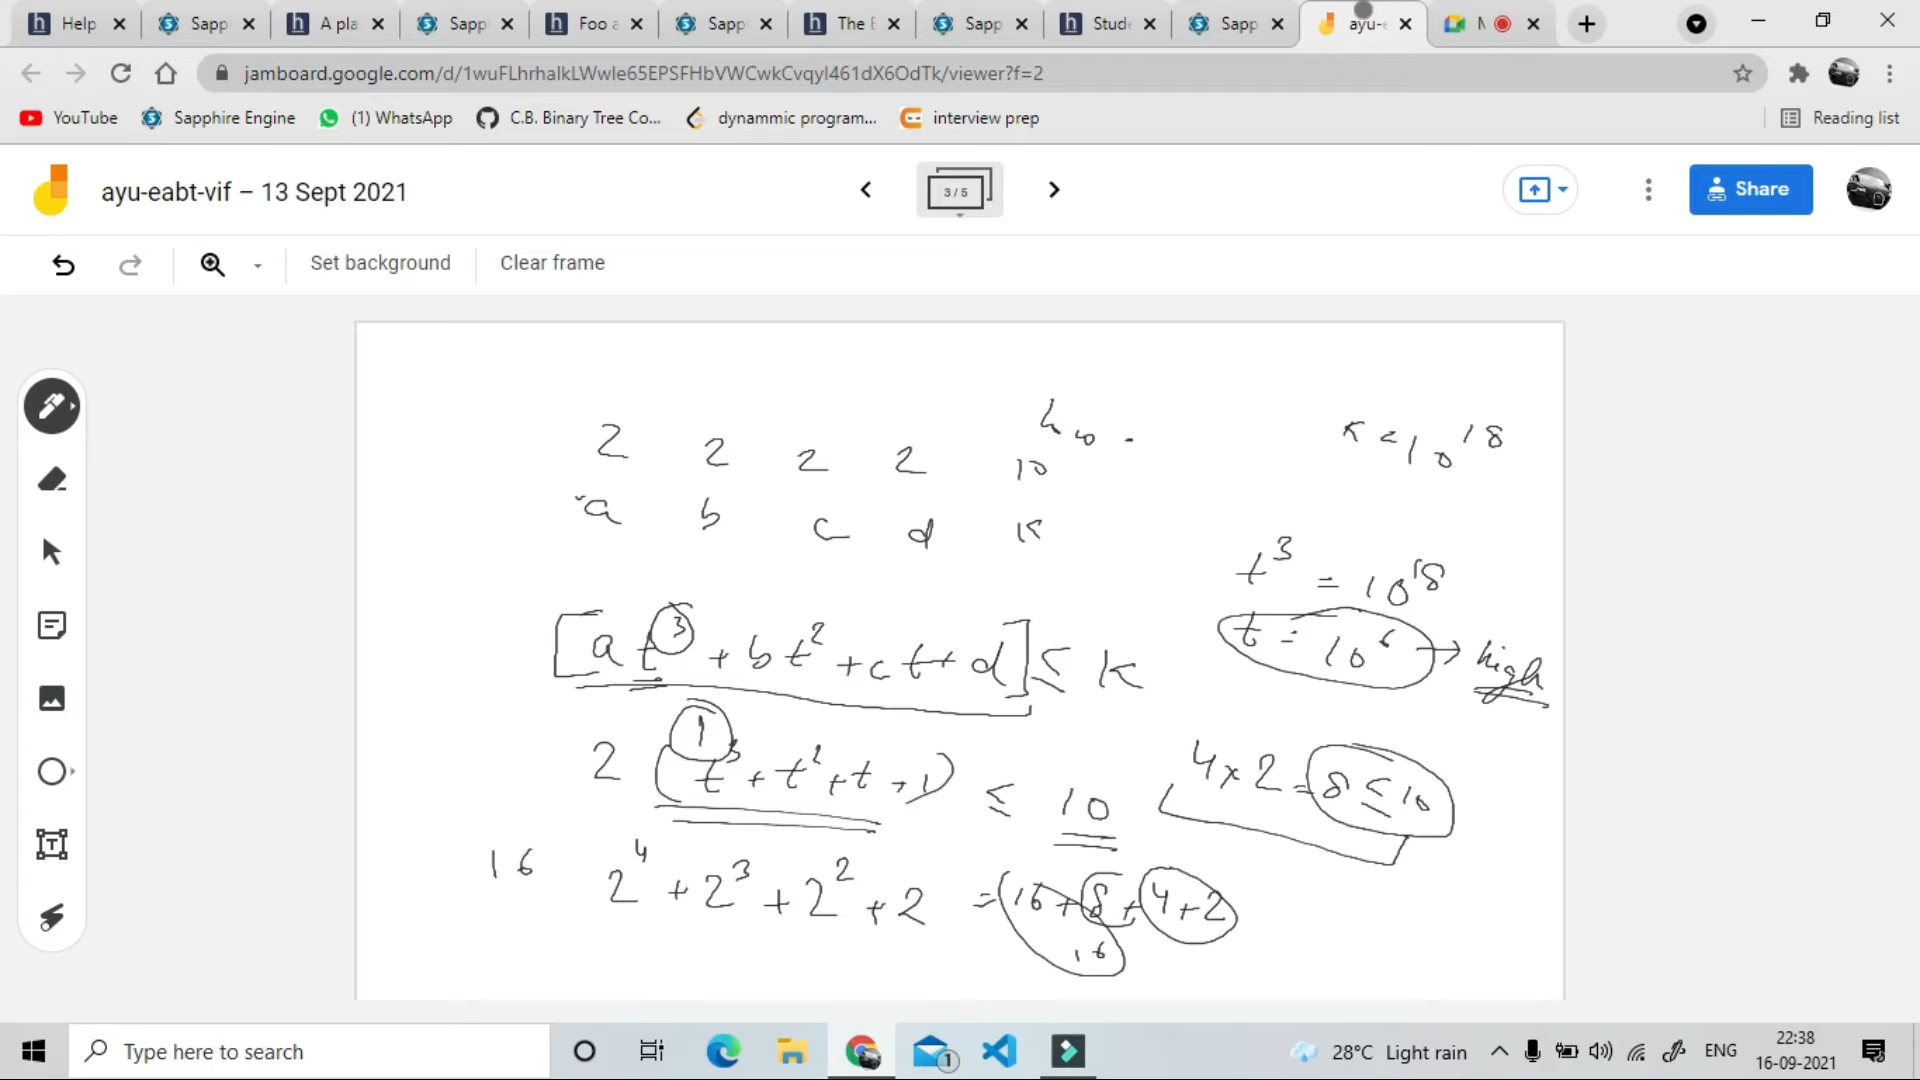 Help
Sapp
A pla
Sapp
Foo a
Sapp
The E
Sapp
Stud
Sapp
ayu-e
M
jamboard.google.com/d/1wuFLhrhalkLWwIe65EPSFHbVWCwkCvqyl461dX6OdTk/viewer?f=2
YouTube
Sapphire Engine
(1) WhatsApp
C.B. Binary Tree Co...
dynammic program...
interview prep
Reading list
ayu-eabt-vif – 13 Sept 2021
3 / 5
Share
Set background
Clear frame
2 2 2 2 10
a b c d K
K = 10^18
t^3 = 10^18
[at^3 + bt^2 + ct + d] ≤ K
t = 10^6 → high
1
2 (t^3 + t^2 + t + 1) ≤ 10
4 x 2 = 8 ≤ 10
16
2^4 + 2^3 + 2^2 + 2 = 16 + 8 + 4 + 2
16
Type here to search
1
28°C Light rain
ENG
22:38
16-09-2021